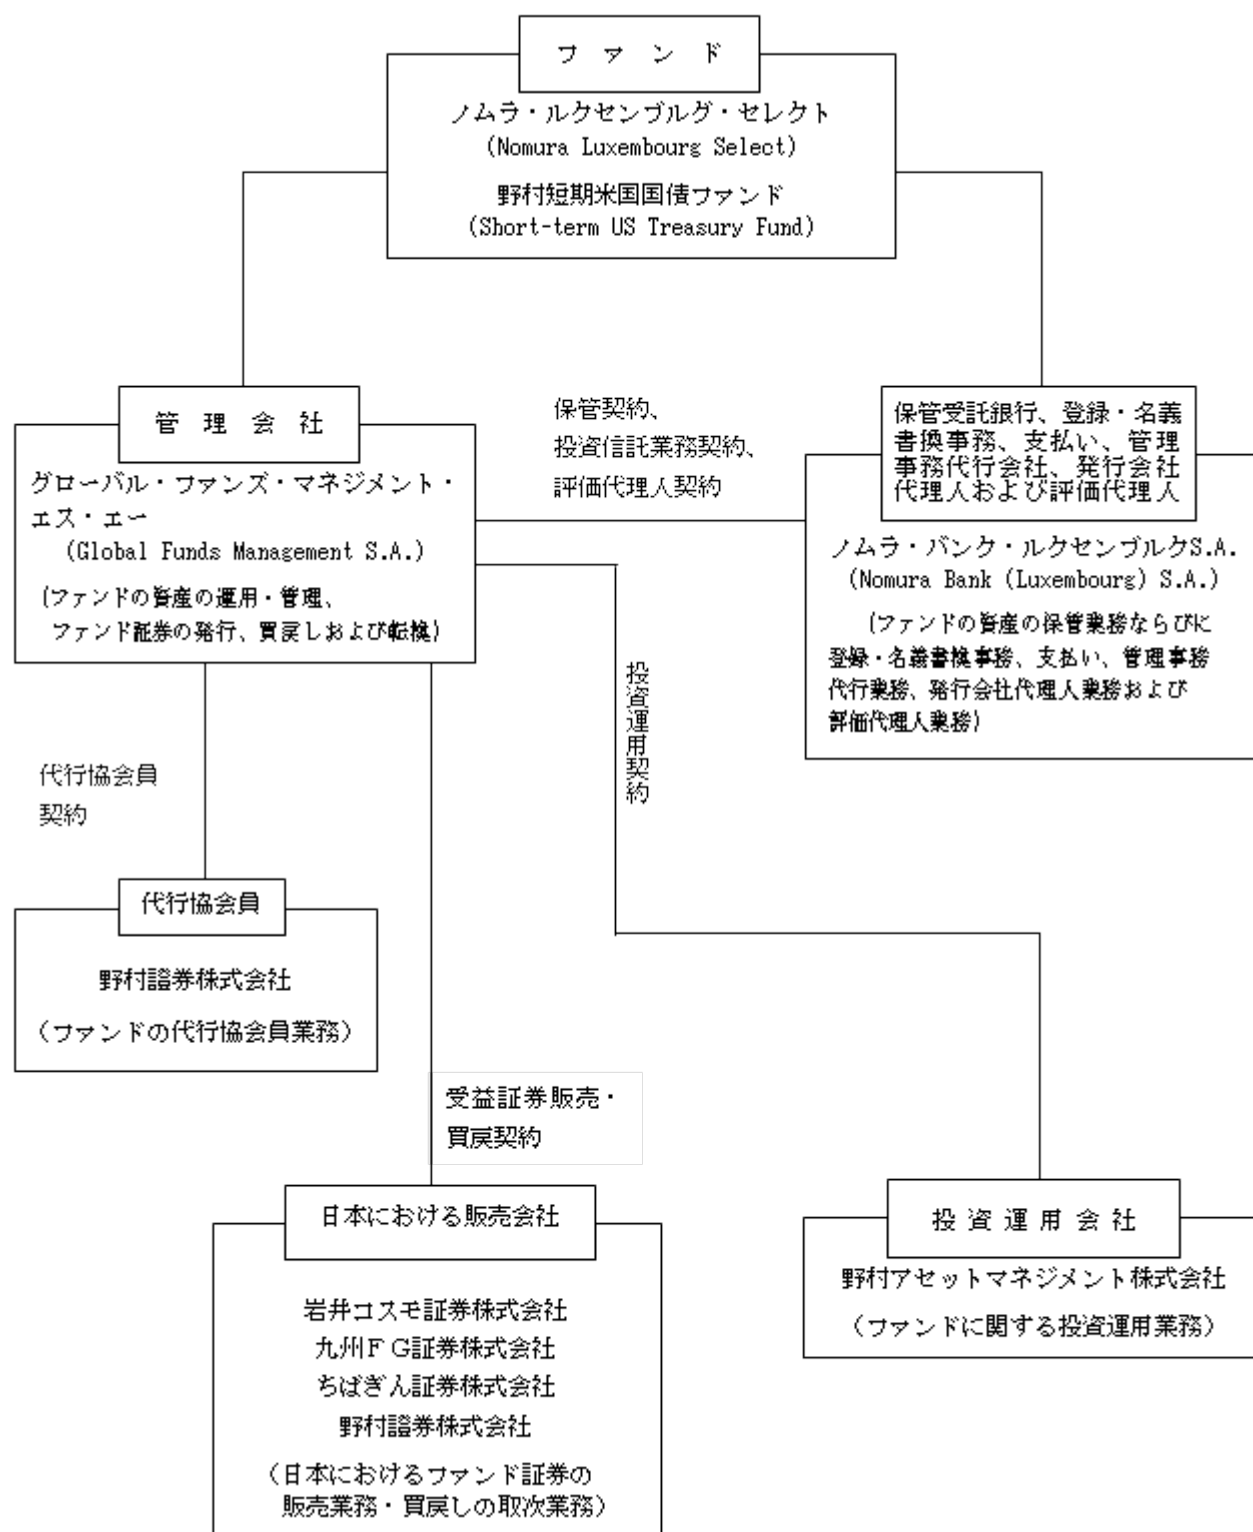 ファンド
ノムラ・ルクセンブルグ・セレクト
(Nomura Luxembourg Select)
野村短期米国国債ファンド
(Short-term US Treasury Fund)
管理会社
グローバル・ファンズ・マネジメント・
エス・エー
(Global Funds Management S.A.)
(ファンドの資産の運用・管理、
ファンド証券の発行、買戻しおよび転換)
保管契約、
投資信託業務契約、
評価代理人契約
保管受託銀行、登録・名義
書換事務、支払い、管理
事務代行会社、発行会社
代理人および評価代理人
ノムラ・バンク・ルクセンブルクS.A.
(Nomura Bank (Luxembourg) S.A.)
(ファンドの資産の保管業務ならびに
登録・名義書換事務、支払い、管理事務
代行業務、発行会社代理人業務および
評価代理人業務)
投資運用契約
代行協会員
契約
代行協会員
野村證券株式会社
(ファンドの代行協会員業務)
受益証券販売・
買戻契約
日本における販売会社
岩井コスモ証券株式会社
九州FG証券株式会社
ちばぎん証券株式会社
野村證券株式会社
(日本におけるファンド証券の
販売業務・買戻しの取次業務)
投資運用会社
野村アセットマネジメント株式会社
(ファンドに関する投資運用業務)